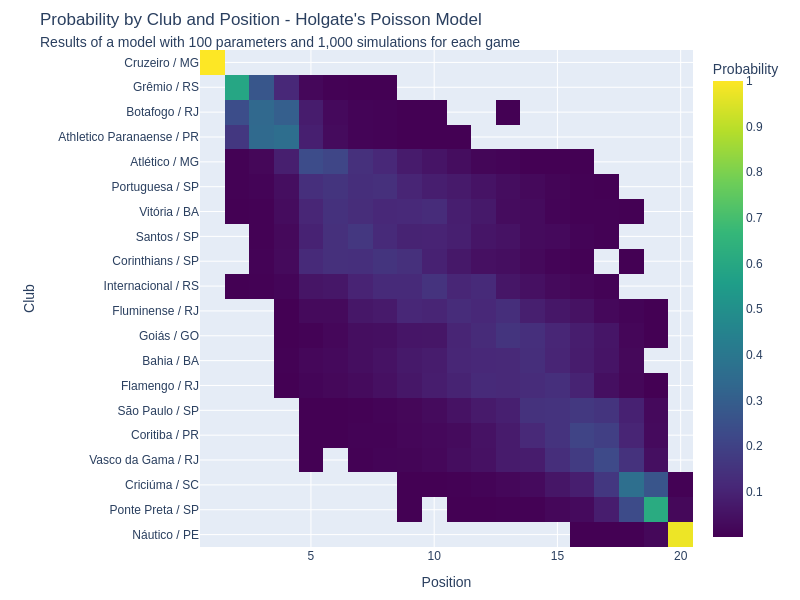 Probability by Club and Position - Holgate's Poisson Model
Results of a model with 100 parameters and 1,000 simulations for each game
Probability
Cruzeiro / MG
Grêmio / RS
Botafogo / RJ
Athletico Paranaense / PR
Atlético / MG
Portuguesa / SP
Vitória / BA
Santos / SP
Corinthians / SP
Internacional / RS
Fluminense / RJ
Goiás / GO
Bahia / BA
Flamengo / RJ
São Paulo / SP
Coritiba / PR
Vasco da Gama / RJ
Criciúma / SC
Ponte Preta / SP
Náutico / PE
Club
5
10
15
20
Position
1
0.9
0.8
0.7
0.6
0.5
0.4
0.3
0.2
0.1